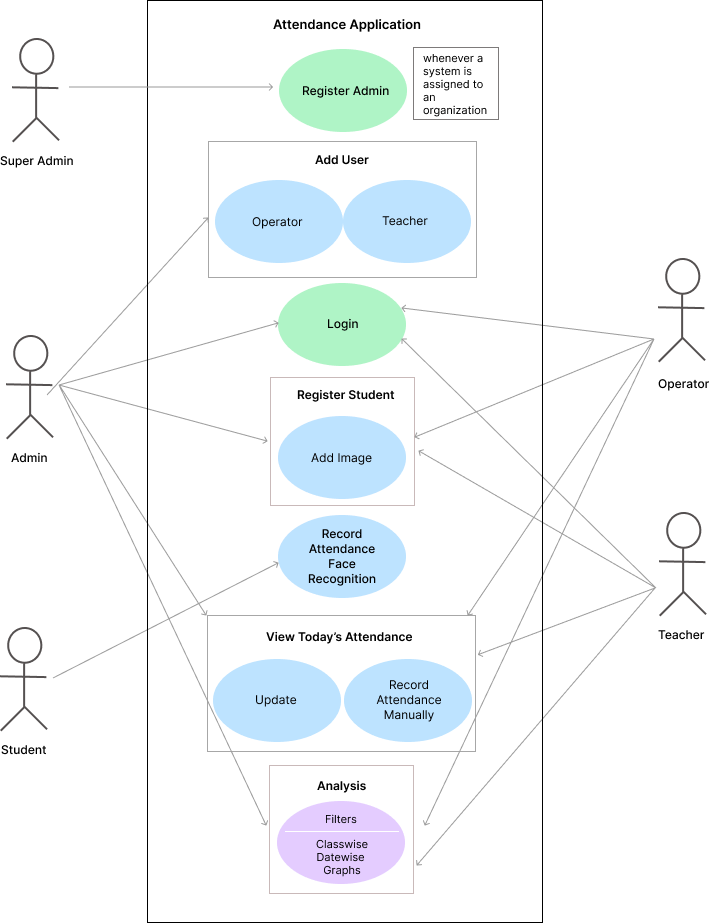 Attendance Application
Register Admin
whenever a
system is
assigned to
an
organization
Super Admin
Add User
Operator
Teacher
Login
Operator
Register Student
Add Image
Admin
Record
Attendance
Face
Recognition
Teacher
View Today's Attendance
Update
Record
Attendance
Manually
Student
Analysis
Filters
Classwise
Datewise
Graphs